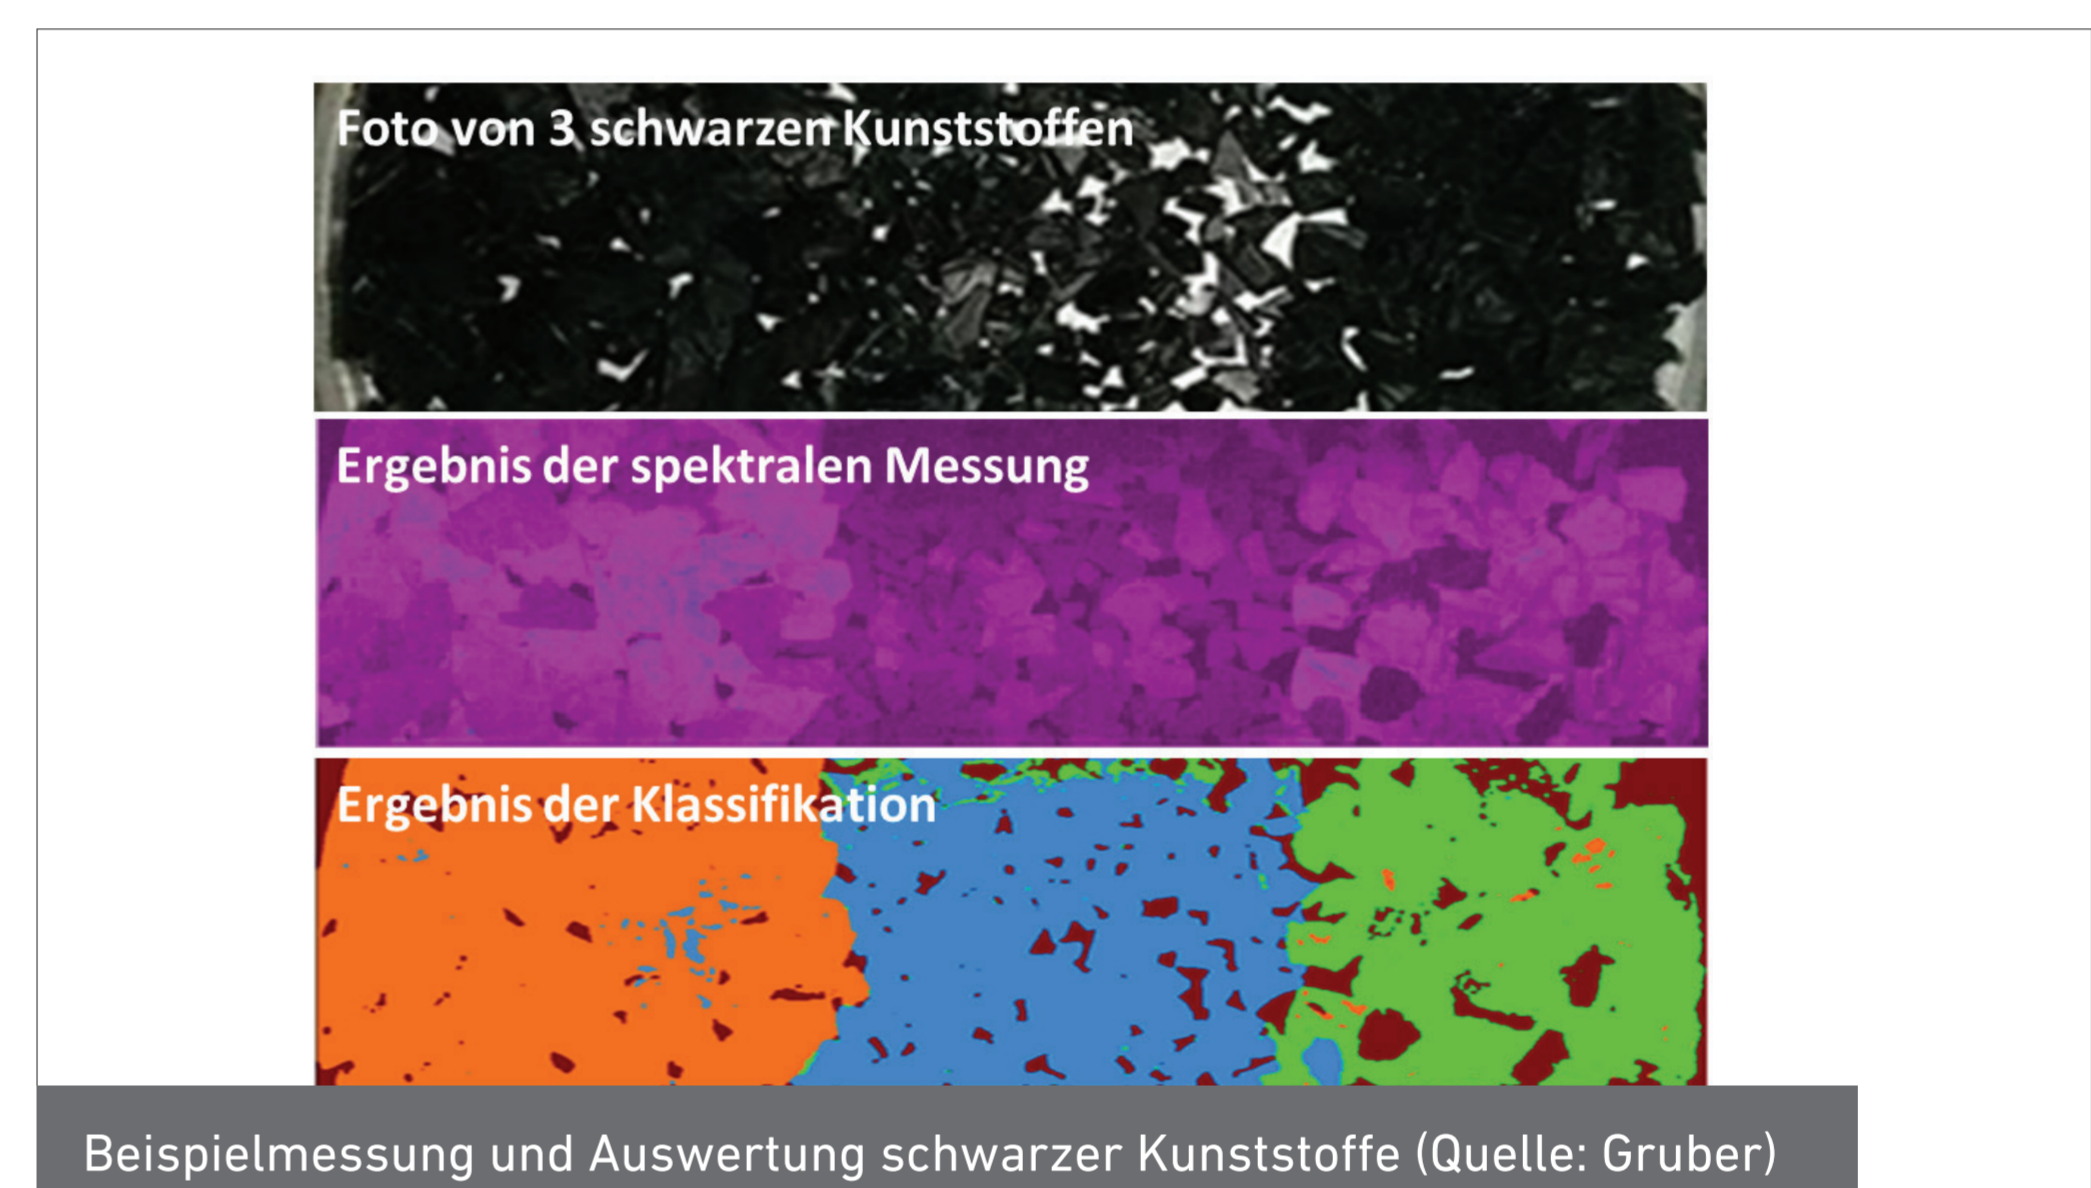 Foto von 3 schwarzen Kunststoffen
Ergebnis der spektralen Messung
Ergebnis der Klassifikation
Beispielmessung und Auswertung schwarzer Kunststoffe (Quelle: Gruber)